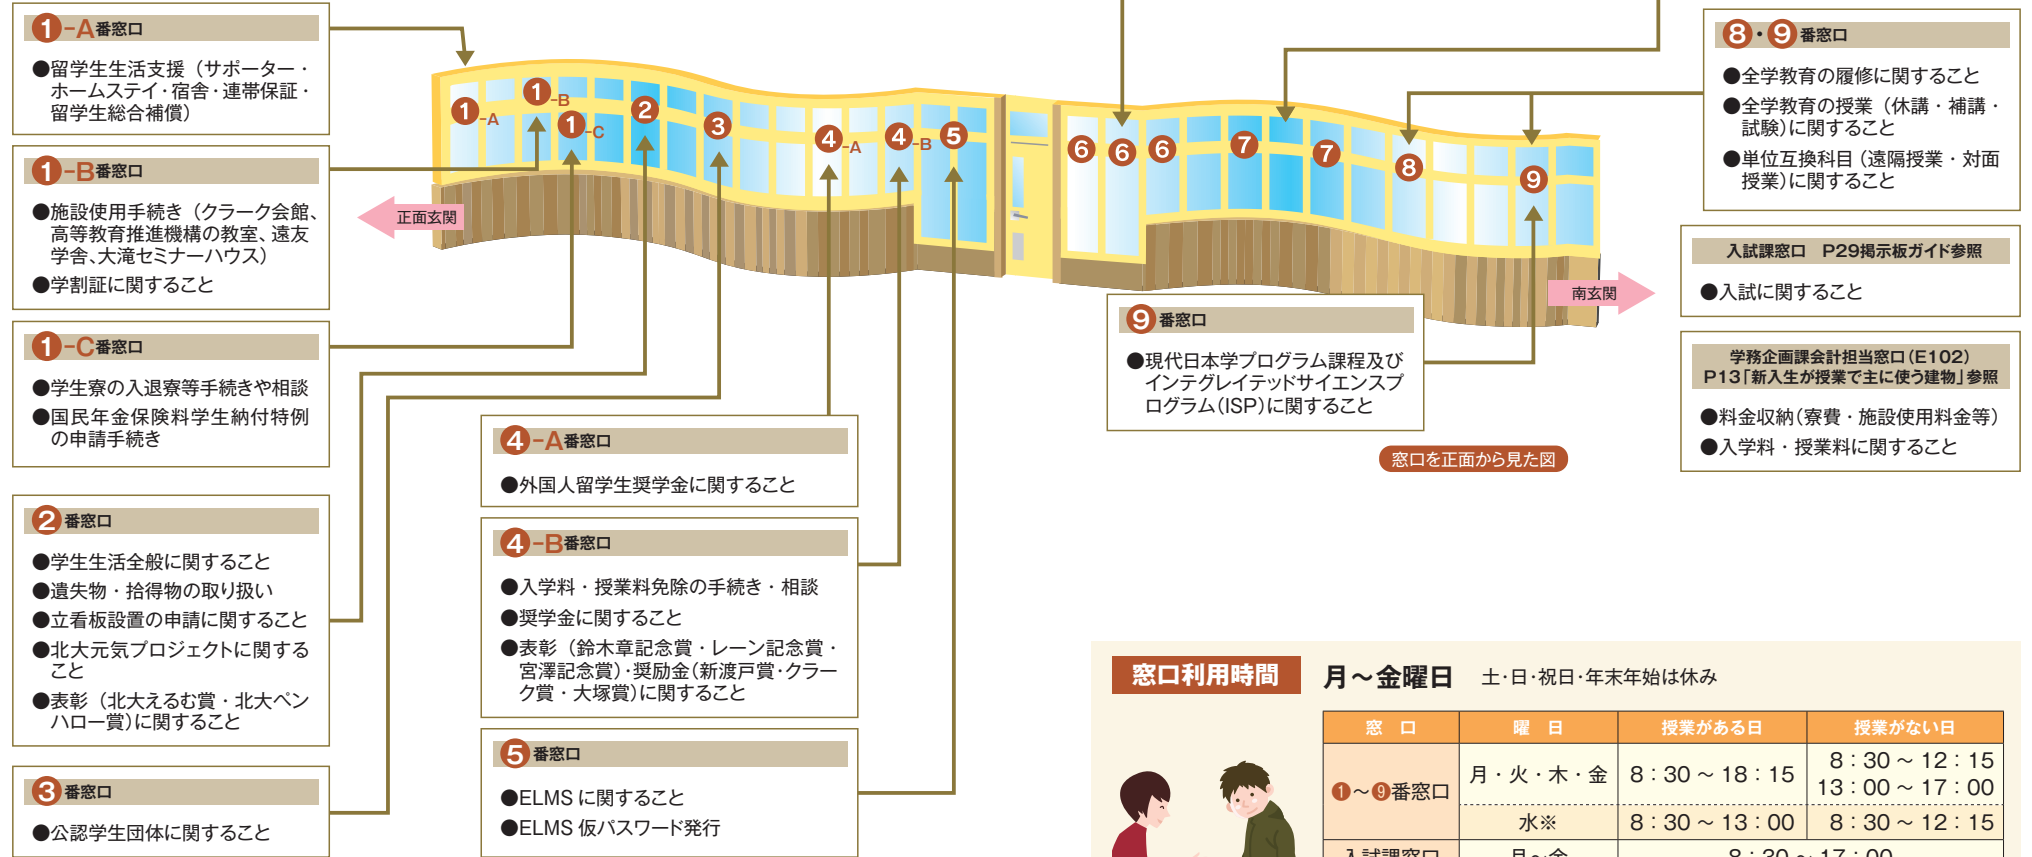 1-A番窓口
●留学生生活支援（サポーター・
ホームステイ・宿舎・連帯保証・
留学生総合補償）
1-B番窓口
●施設使用手続き（クラーク会館、
高等教育推進機構の教室、遠友
学舎、大滝セミナーハウス）
●学割証に関すること
1-C番窓口
●学生寮の入退寮等手続きや相談
●国民年金保険料学生納付特例
の申請手続き
2番窓口
●学生生活全般に関すること
●遺失物・拾得物の取り扱い
●立看板設置の申請に関すること
●北大元気プロジェクトに関する
こと
●表彰（北大えるむ賞・北大ペン
ハロー賞）に関すること
3番窓口
●公認学生団体に関すること
1-A
1-B
1-C
2
3
4-A
4-B
5
6
6
6
7
7
8
9
正面玄関
南玄関
4-A番窓口
●外国人留学生奨学金に関すること
4-B番窓口
●入学料・授業料免除の手続き・相談
●奨学金に関すること
●表彰（鈴木章記念賞・レーン記念賞・
宮澤記念賞）・奨励金（新渡戸賞・クラー
ク賞・大塚賞）に関すること
5番窓口
●ELMSに関すること
●ELMS仮パスワード発行
9番窓口
●現代日本学プログラム課程及び
インテグレイテッドサイエンスプ
ログラム（ISP）に関すること
窓口を正面から見た図
8・9番窓口
●全学教育の履修に関すること
●全学教育の授業（休講・補講・
試験）に関すること
●単位互換科目（遠隔授業・対面
授業）に関すること
入試課窓口　P29掲示板ガイド参照
●入試に関すること
学務企画課会計担当窓口（E102）
P13「新入生が授業で主に使う建物」参照
●料金収納（寮費・施設使用料金等）
●入学料・授業料に関すること
窓口利用時間　月～金曜日　土・日・祝日・年末年始は休み
窓　口　曜　日　授業がある日　授業がない日
1～9番窓口　月・火・木・金　8：30～18：15　8：30～12：15
13：00～17：00
水※　8：30～13：00　8：30～12：15
入試課窓口　月～金　8：30～17：00